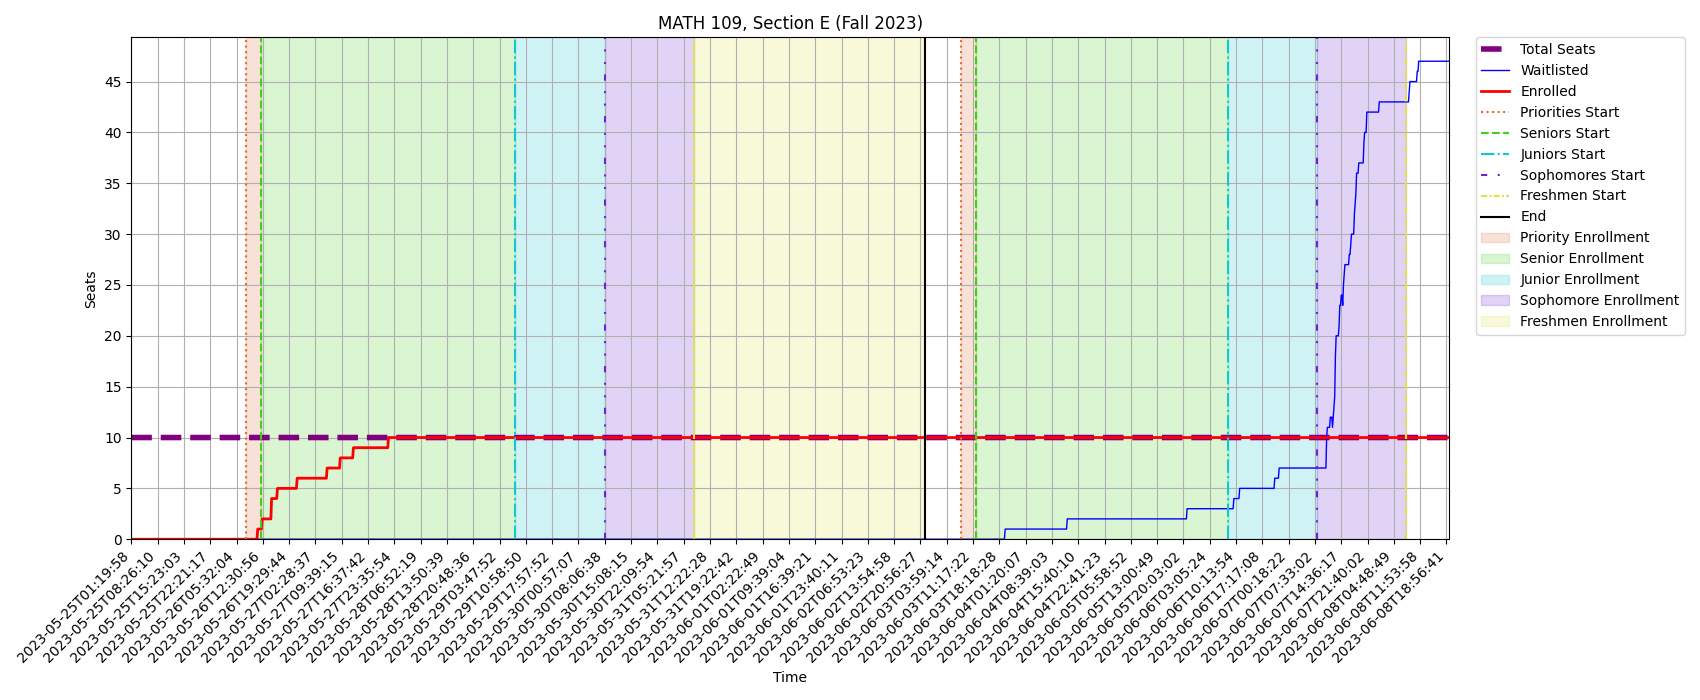 MATH 109, Section E (Fall 2023)
Seats
45
40
35
30
25
20
15
10
5
0
2023-05-25T01:19:58
2023-05-25T08:26:10
2023-05-25T15:23:03
2023-05-25T22:21:17
2023-05-26T05:32:04
2023-05-26T12:30:56
2023-05-26T19:29:44
2023-05-27T02:28:37
2023-05-27T09:39:15
2023-05-27T16:37:42
2023-05-27T23:35:54
2023-05-28T06:52:19
2023-05-28T13:50:39
2023-05-28T20:48:36
2023-05-29T03:47:52
2023-05-29T10:58:50
2023-05-29T17:57:52
2023-05-30T00:57:07
2023-05-30T08:06:38
2023-05-30T15:08:15
2023-05-30T22:09:54
2023-05-31T05:21:57
2023-05-31T12:22:28
2023-05-31T19:22:42
2023-06-01T02:22:49
2023-06-01T09:39:04
2023-06-01T16:39:21
2023-06-01T23:40:11
2023-06-02T06:53:23
2023-06-02T13:54:58
2023-06-02T20:56:27
2023-06-03T03:59:14
2023-06-03T11:17:22
2023-06-03T18:18:28
2023-06-04T01:20:07
2023-06-04T08:39:03
2023-06-04T15:40:10
2023-06-04T22:41:23
2023-06-05T05:58:52
2023-06-05T13:00:49
2023-06-05T20:03:02
2023-06-06T03:05:24
2023-06-06T10:13:54
2023-06-06T17:17:08
2023-06-07T00:18:22
2023-06-07T07:33:02
2023-06-07T14:36:17
2023-06-07T21:40:02
2023-06-08T04:48:49
2023-06-08T11:53:58
2023-06-08T18:56:41
Time
Total Seats
Waitlisted
Enrolled
Priorities Start
Seniors Start
Juniors Start
Sophomores Start
Freshmen Start
End
Priority Enrollment
Senior Enrollment
Junior Enrollment
Sophomore Enrollment
Freshmen Enrollment